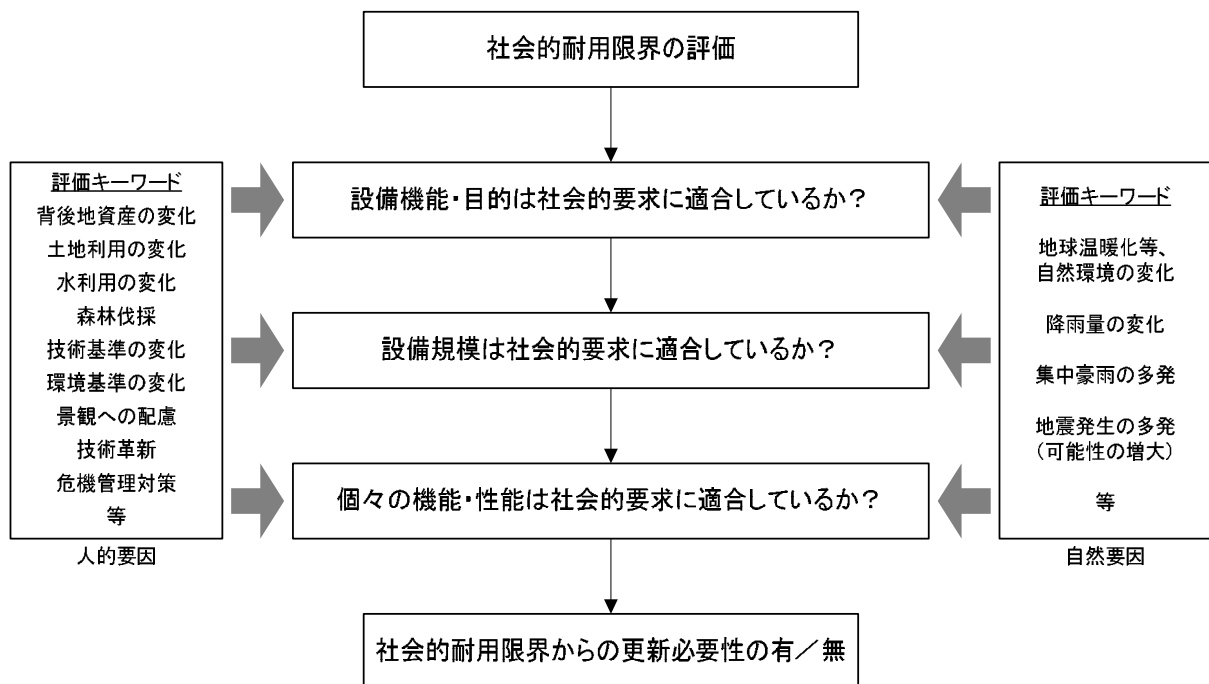 社会的耐用限界の評価
評価キーワード
背後地資産の変化
土地利用の変化
水利用の変化
森林伐採
技術基準の変化
環境基準の変化
景観への配慮
技術革新
危機管理対策
等
人的要因
設備機能・目的は社会的要求に適合しているか？
設備規模は社会的要求に適合しているか？
個々の機能・性能は社会的要求に適合しているか？
評価キーワード
地球温暖化等、
自然環境の変化
降雨量の変化
集中豪雨の多発
地震発生の多発
（可能性の増大）
等
自然要因
社会的耐用限界からの更新必要性の有／無